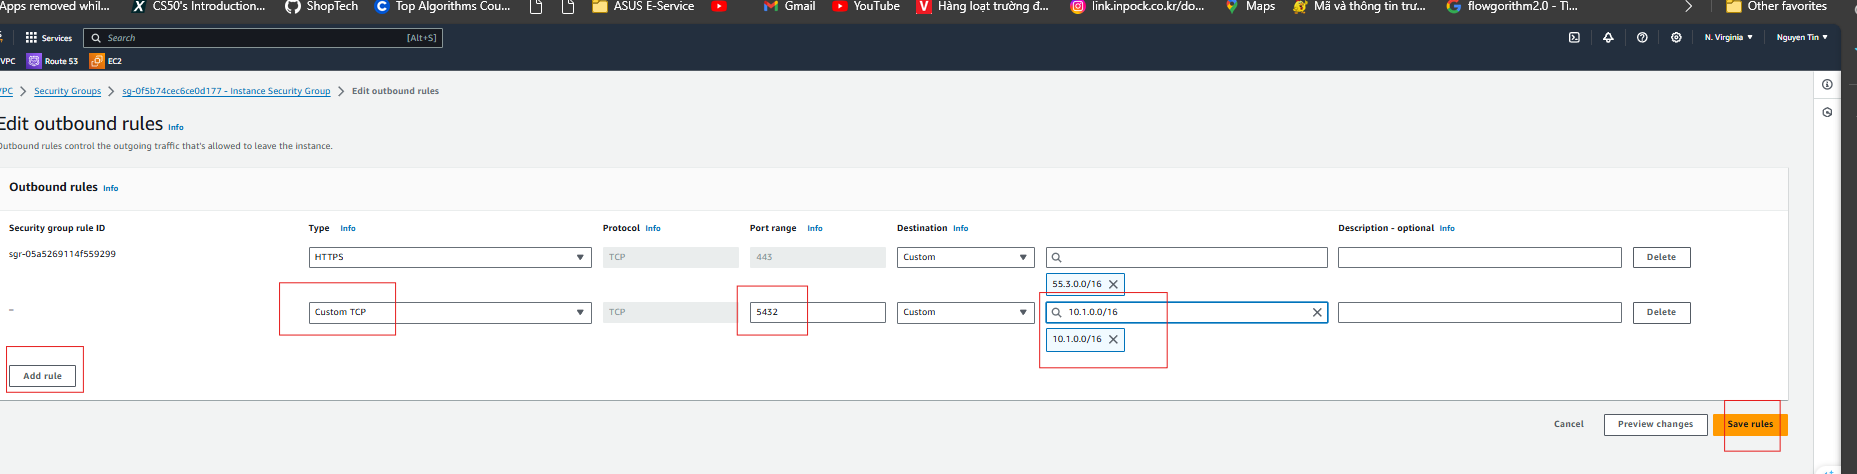 Apps removed whil... CS50's Introduction... ShopTech Top Algorithms Cou... ASUS E-Service Gmail YouTube Hàng loạt trường đ... link.inpock.co.kr/do... Maps Mã và thông tin trư... flowgorithm2.0 - Tì... Other favorites
Services Search [Alt+S] N. Virginia Nguyen Tin
VPC Route 53 EC2
VPC Security Groups sg-0f5b74cec6ce0d177 - Instance Security Group Edit outbound rules
Edit outbound rules Info
Outbound rules control the outgoing traffic that's allowed to leave the instance.
Outbound rules Info
Security group rule ID Type Info Protocol Info Port range Info Destination Info Description - optional Info
sgr-05a5269114f559299 HTTPS TCP 443 Custom Delete
55.3.0.0/16
– Custom TCP TCP 5432 Custom 10.1.0.0/16 Delete
10.1.0.0/16
Add rule
Cancel Preview changes Save rules